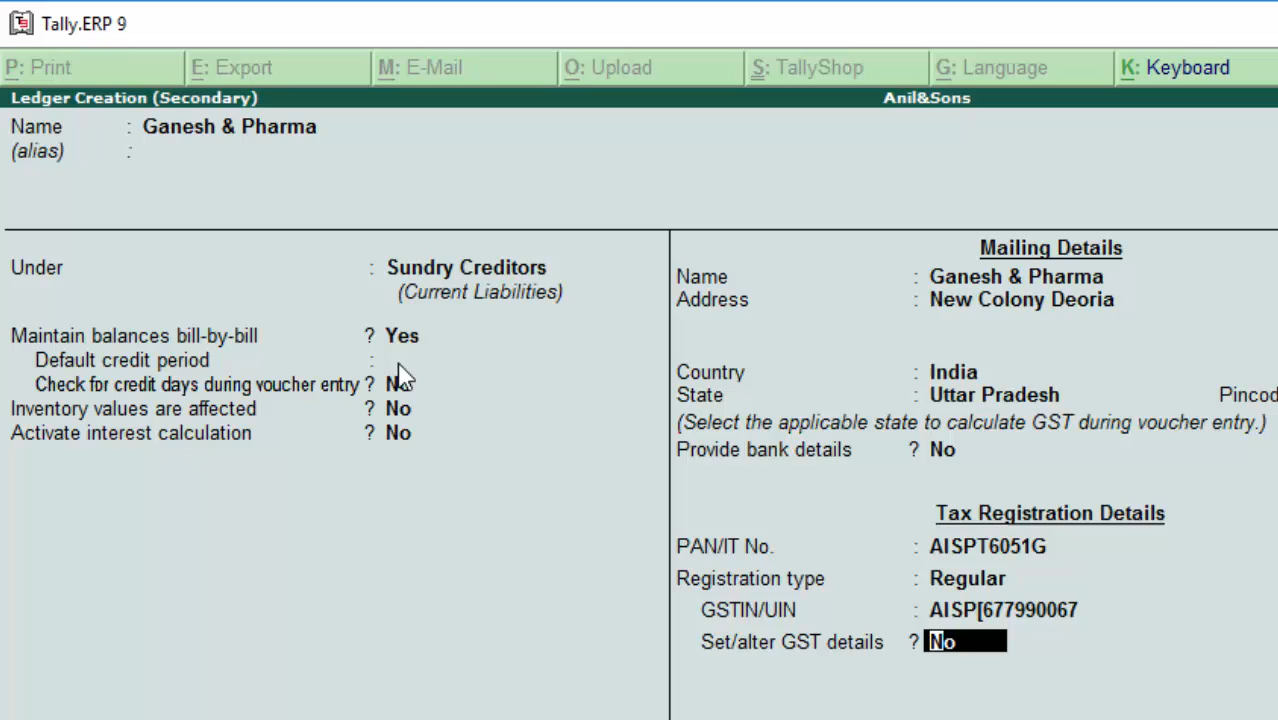 Tally.ERP 9
P: Print E: Export M: E-Mail O: Upload S: TallyShop G: Language K: Keyboard
Ledger Creation (Secondary) Anil&Sons
Name : Ganesh & Pharma
(alias) :
Under : Sundry Creditors
(Current Liabilities)
Maintain balances bill-by-bill ? Yes
Default credit period :
Check for credit days during voucher entry ? No
Inventory values are affected ? No
Activate interest calculation ? No
Mailing Details
Name : Ganesh & Pharma
Address : New Colony Deoria
Country : India
State : Uttar Pradesh Pincod
(Select the applicable state to calculate GST during voucher entry.)
Provide bank details ? No
Tax Registration Details
PAN/IT No. : AISPT6051G
Registration type : Regular
GSTIN/UIN : AISP[677990067
Set/alter GST details ? No